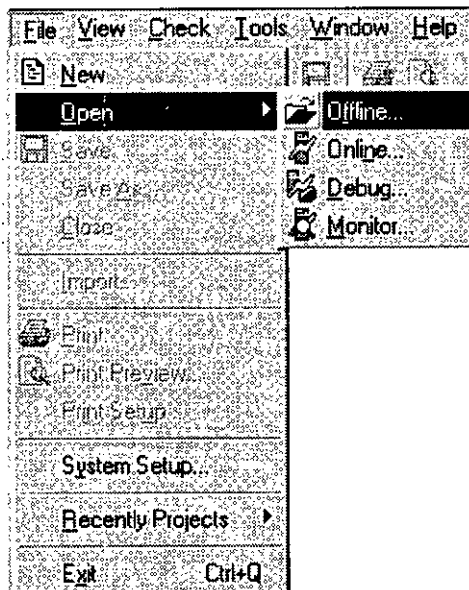 File View Check Tools Window Help
New
Open
Offline...
Save
Online...
Save As...
Debug...
Close
Monitor...
Import...
Print
Print Preview...
Print Setup
System Setup...
Recently Projects
Exit Ctrl+Q